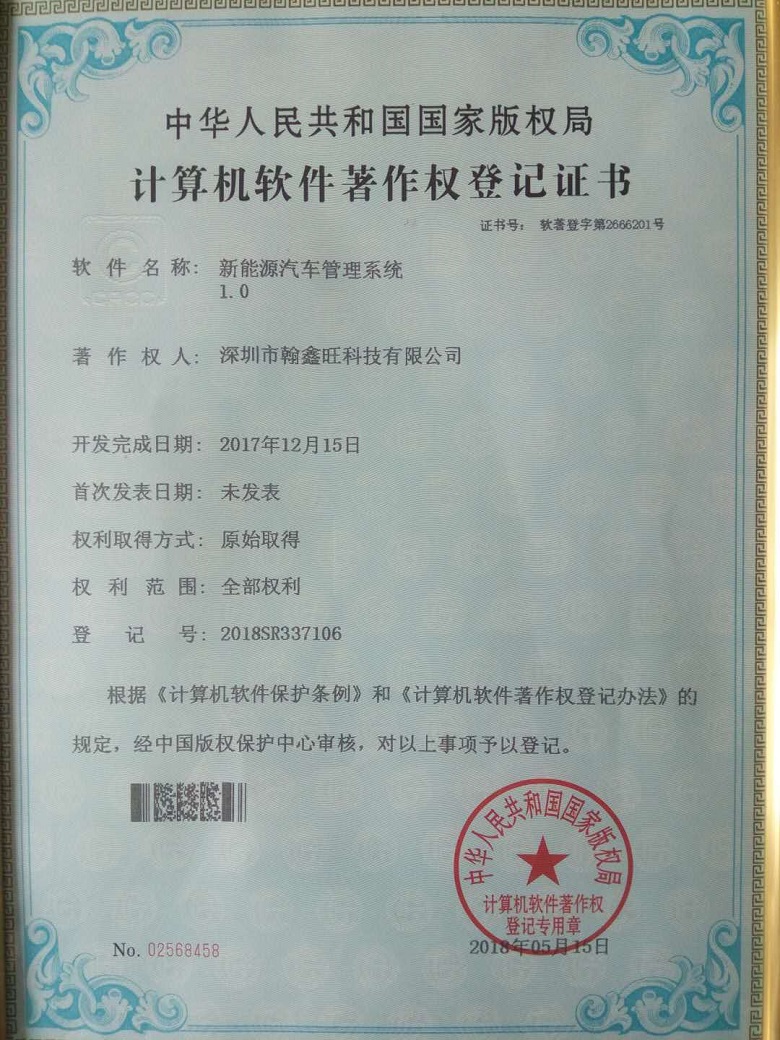 中华人民共和国国家版权局
计算机软件著作权登记证书
证书号： 软著登字第2666201号
软件名称： 新能源汽车管理系统
1.0
著作权人： 深圳市翰鑫旺科技有限公司
开发完成日期： 2017年12月15日
首次发表日期： 未发表
权利取得方式： 原始取得
权利范围： 全部权利
登记号： 2018SR337106
根据《计算机软件保护条例》和《计算机软件著作权登记办法》的
规定，经中国版权保护中心审核，对以上事项予以登记。
中华人民共和国国家版权局
计算机软件著作权
登记专用章
No. 02568458
2018年05月15日